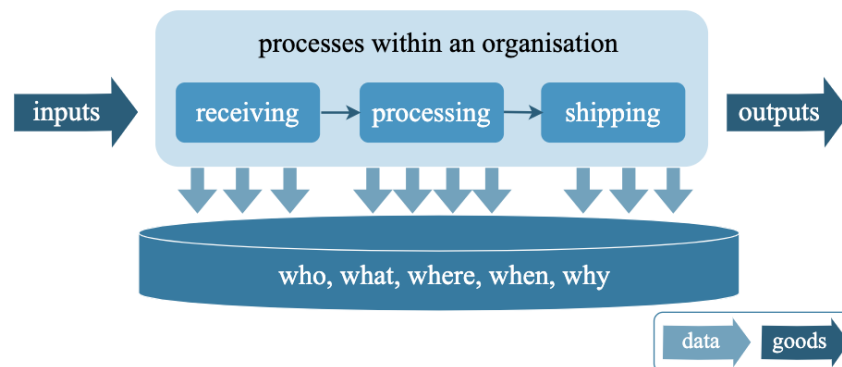 processes within an organisation
inputs
receiving
processing
shipping
outputs
who, what, where, when, why
data
goods